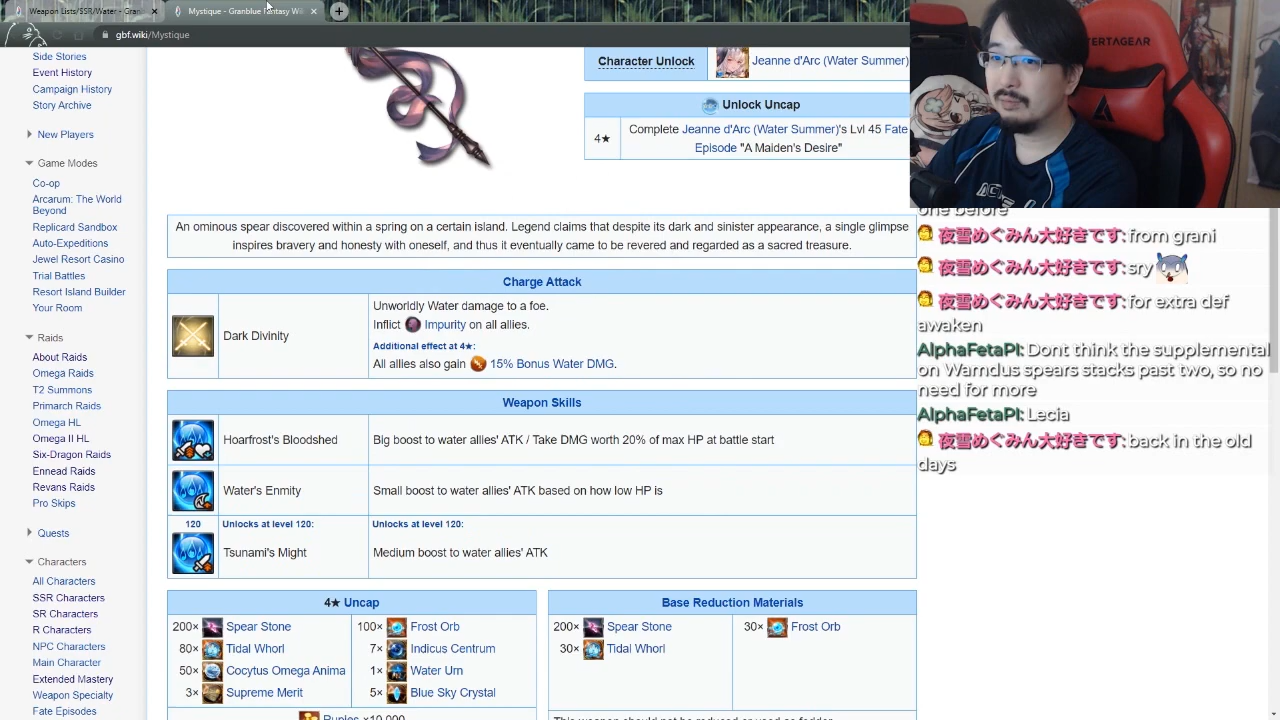 Weapon Lists/SSR/Water - Gran
Mystique - Granblue Fantasy Wi
gbf.wiki/Mystique
Side Stories
Event History
Campaign History
Story Archive
New Players
Game Modes
Co-op
Arcarum: The World
Beyond
Replicard Sandbox
Auto-Expeditions
Jewel Resort Casino
Trial Battles
Resort Island Builder
Your Room
Raids
About Raids
Omega Raids
T2 Summons
Primarch Raids
Omega HL
Omega II HL
Six-Dragon Raids
Ennead Raids
Revans Raids
Pro Skips
Quests
Characters
All Characters
SSR Characters
SR Characters
R Characters
NPC Characters
Main Character
Extended Mastery
Weapon Specialty
Fate Episodes
Character Unlock
Jeanne d'Arc (Water Summer)
Unlock Uncap
4★
Complete Jeanne d'Arc (Water Summer)'s Lvl 45 Fate
Episode "A Maiden's Desire"
An ominous spear discovered within a spring on a certain island. Legend claims that despite its dark and sinister appearance, a single glimpse
inspires bravery and honesty with oneself, and thus it eventually came to be revered and regarded as a sacred treasure.
Charge Attack
Dark Divinity
Unworldly Water damage to a foe.
Inflict Impurity on all allies.
Additional effect at 4★:
All allies also gain 15% Bonus Water DMG.
Weapon Skills
Hoarfrost's Bloodshed
Big boost to water allies' ATK / Take DMG worth 20% of max HP at battle start
Water's Enmity
Small boost to water allies' ATK based on how low HP is
120
Unlocks at level 120:
Unlocks at level 120:
Tsunami's Might
Medium boost to water allies' ATK
4★ Uncap
200× Spear Stone
100× Frost Orb
80× Tidal Whorl
7× Indicus Centrum
50× Cocytus Omega Anima
1× Water Urn
3× Supreme Merit
5× Blue Sky Crystal
Rupies ×10,000
Base Reduction Materials
200× Spear Stone
30× Frost Orb
30× Tidal Whorl
This weapon should not be reduced or used as fodder
one before
夜雪めぐみん大好きです: from grani
夜雪めぐみん大好きです: sry
夜雪めぐみん大好きです: for extra def
awaken
AlphaFetaPI: Dont think the supplemental
on Wamdus spears stacks past two, so no
need for more
AlphaFetaPI: Lecia
夜雪めぐみん大好きです: back in the old
days